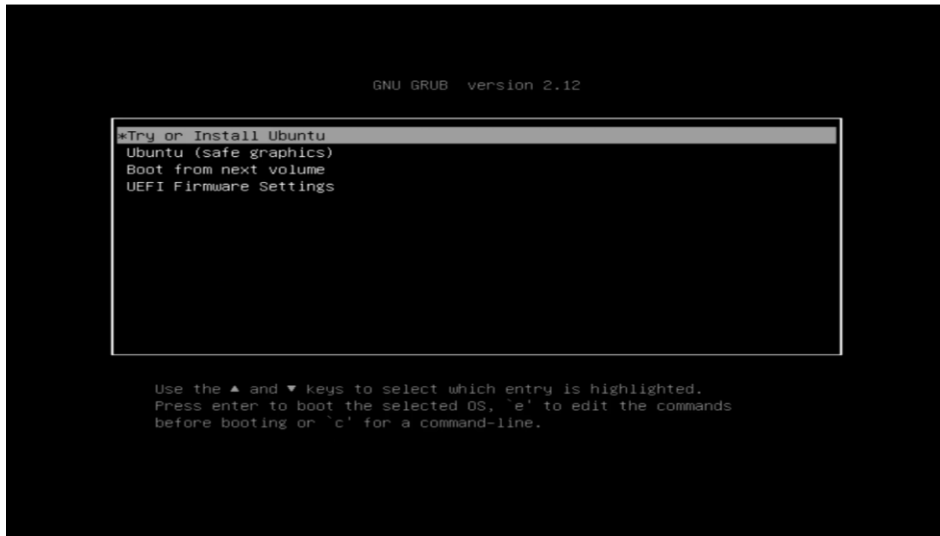 GNU GRUB version 2.12
*Try or Install Ubuntu
Ubuntu (safe graphics)
Boot from next volume
UEFI Firmware Settings
Use the ▲ and ▼ keys to select which entry is highlighted.
Press enter to boot the selected OS, `e' to edit the commands
before booting or `c' for a command-line.